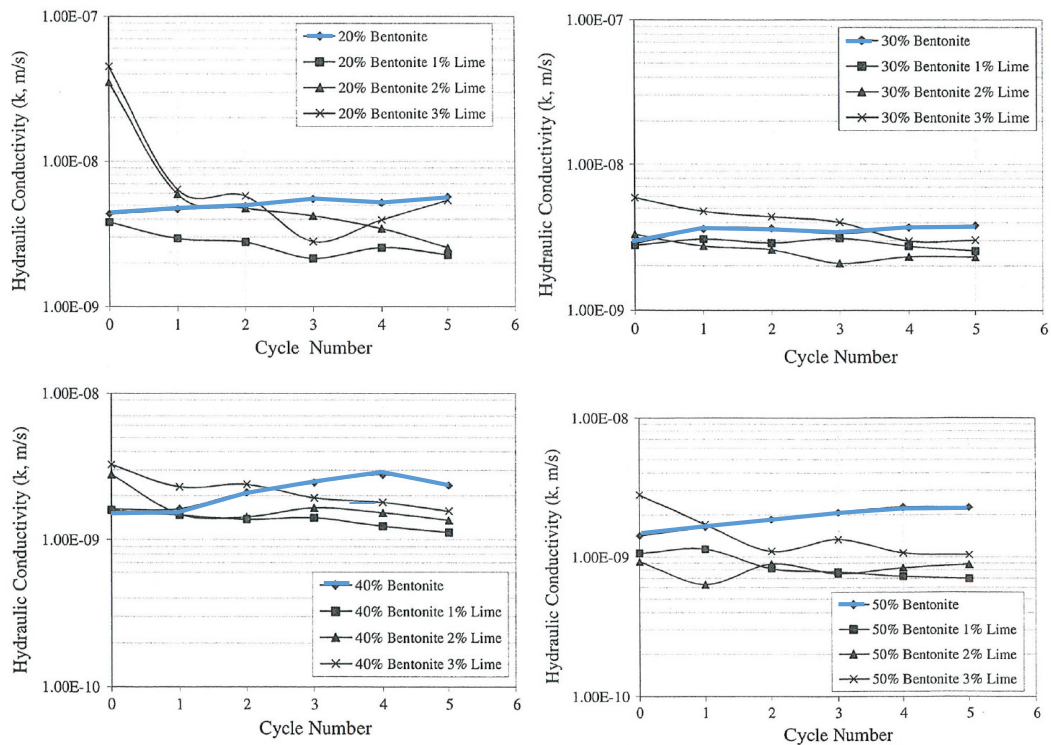 Hydraulic Conductivity (k, m/s)
1.00E-07
1.00E-08
1.00E-09
0 1 2 3 4 5 6
Cycle Number
20% Bentonite
20% Bentonite 1% Lime
20% Bentonite 2% Lime
20% Bentonite 3% Lime
Hydraulic Conductivity (k, m/s)
1.00E-07
1.00E-08
1.00E-09
0 1 2 3 4 5 6
Cycle Number
30% Bentonite
30% Bentonite 1% Lime
30% Bentonite 2% Lime
30% Bentonite 3% Lime
Hydraulic Conductivity (k, m/s)
1.00E-08
1.00E-09
1.00E-10
0 1 2 3 4 5 6
Cycle Number
40% Bentonite
40% Bentonite 1% Lime
40% Bentonite 2% Lime
40% Bentonite 3% Lime
Hydraulic Conductivity (k, m/s)
1.00E-08
1.00E-09
1.00E-10
0 1 2 3 4 5 6
Cycle Number
50% Bentonite
50% Bentonite 1% Lime
50% Bentonite 2% Lime
50% Bentonite 3% Lime